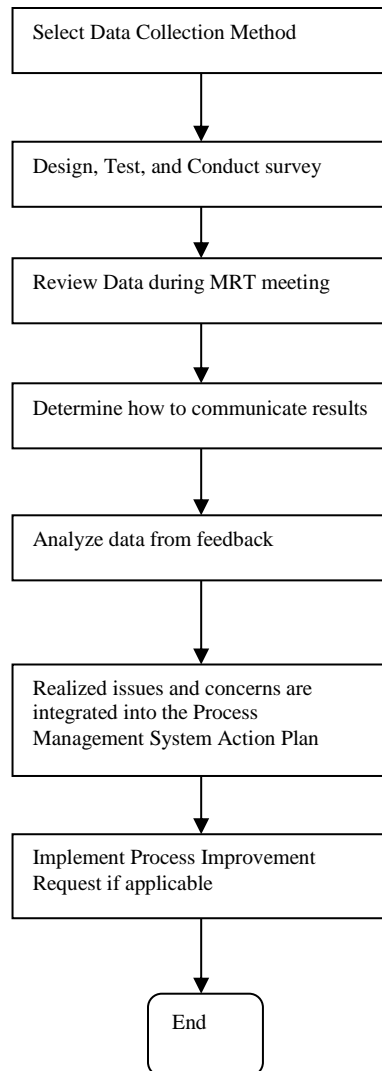 Select Data Collection Method
Design, Test, and Conduct survey
Review Data during MRT meeting
Determine how to communicate results
Analyze data from feedback
Realized issues and concerns are
integrated into the Process
Management System Action Plan
Implement Process Improvement
Request if applicable
End